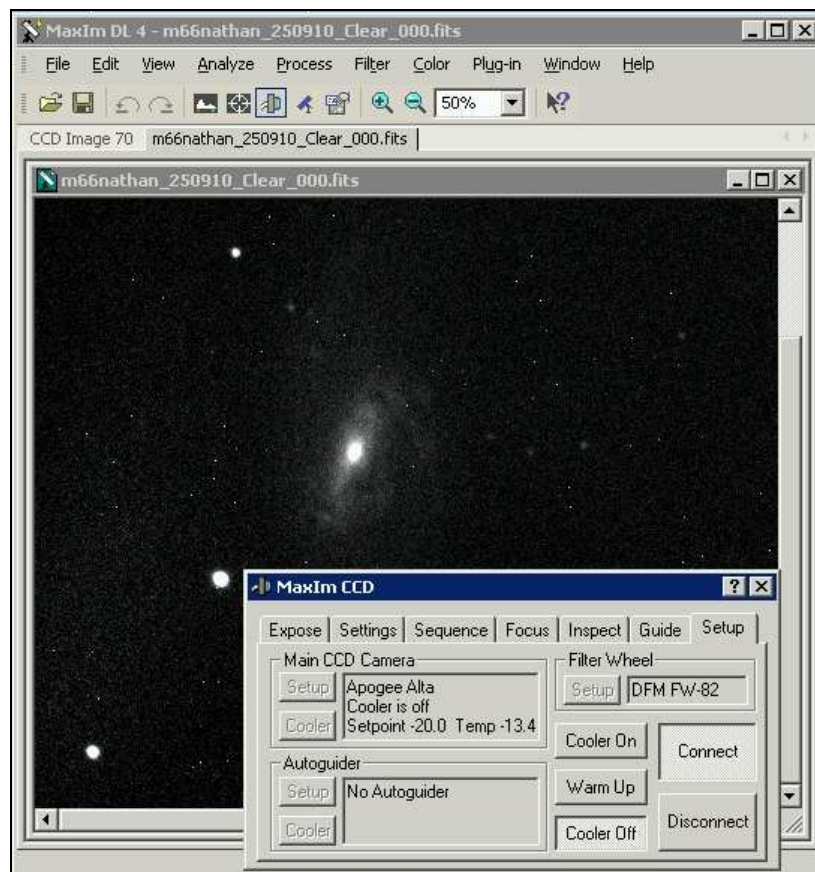 MaxIm DL 4 - m66nathan_250910_Clear_000.fits
File Edit View Analyze Process Filter Color Plug-in Window Help
50%
CCD Image 70 m66nathan_250910_Clear_000.fits
m66nathan_250910_Clear_000.fits
MaxIm CCD
Expose Settings Sequence Focus Inspect Guide Setup
Main CCD Camera
Setup
Cooler
Apogee Alta
Cooler is off
Setpoint -20.0 Temp -13.4
Filter Wheel
Setup DFM FW-82
Autoguider
Setup
Cooler
No Autoguider
Cooler On
Warm Up
Cooler Off
Connect
Disconnect